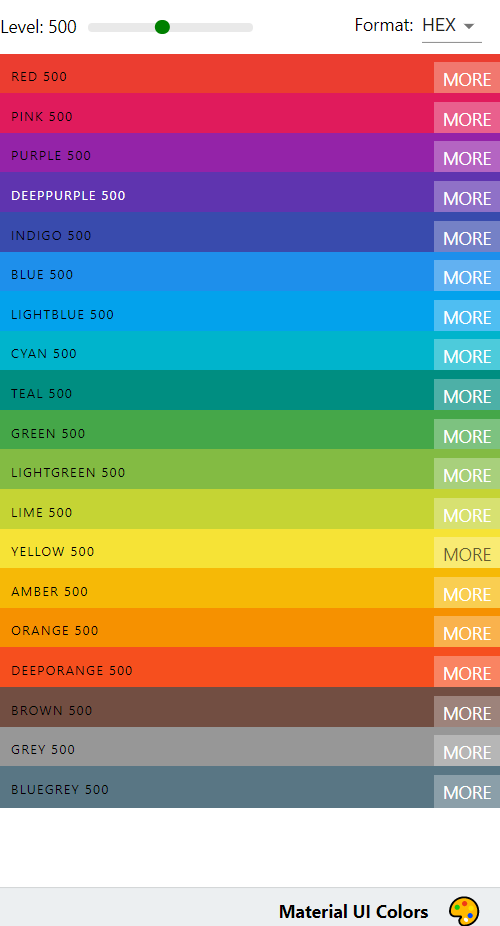 Level: 500 Format: HEX
RED 500 MORE
PINK 500 MORE
PURPLE 500 MORE
DEEPPURPLE 500 MORE
INDIGO 500 MORE
BLUE 500 MORE
LIGHTBLUE 500 MORE
CYAN 500 MORE
TEAL 500 MORE
GREEN 500 MORE
LIGHTGREEN 500 MORE
LIME 500 MORE
YELLOW 500 MORE
AMBER 500 MORE
ORANGE 500 MORE
DEEPORANGE 500 MORE
BROWN 500 MORE
GREY 500 MORE
BLUEGREY 500 MORE
Material UI Colors